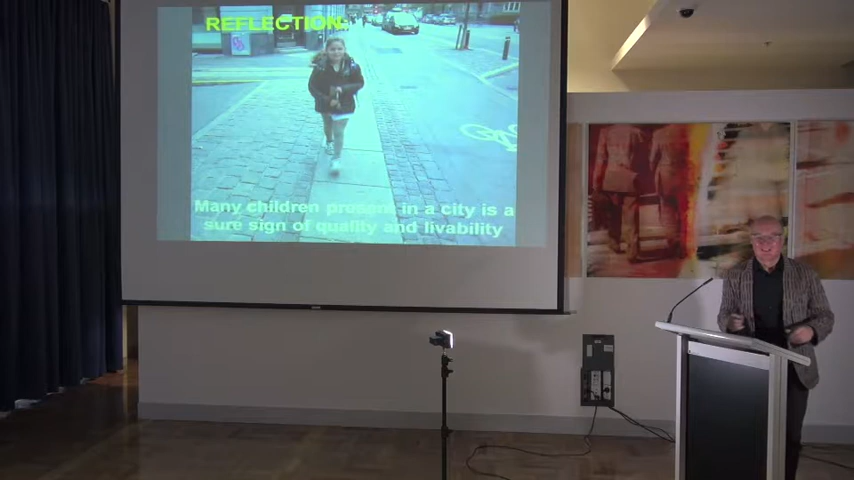 REFLECTION
Many children present in a city is a
sure sign of quality and livability